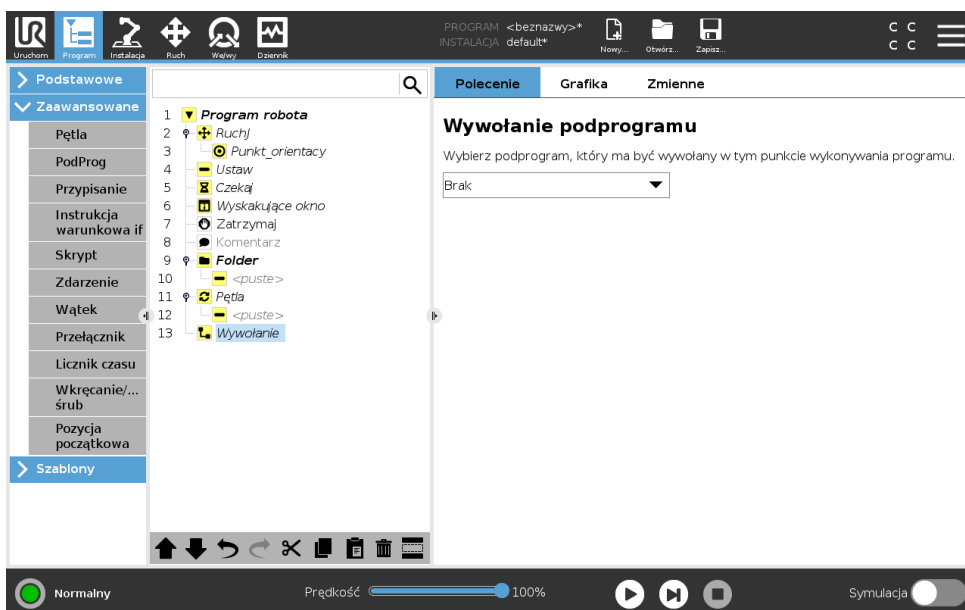 PROGRAM <beznazwy>*
INSTALACJA default*
Uruchom Program Instalacja Ruch We/wy Dziennik Nowy... Otwórz... Zapisz...
C C
C C
Podstawowe
Zaawansowane
Pętla
PodProg
Przypisanie
Instrukcja
warunkowa if
Skrypt
Zdarzenie
Wątek
Przełącznik
Licznik czasu
Wkręcanie/...
śrub
Pozycja
początkowa
Szablony
1 Program robota
2 RuchJ
3 Punkt_orientacy
4 Ustaw
5 Czekaj
6 Wyskakujące okno
7 Zatrzymaj
8 Komentarz
9 Folder
10 <puste>
11 Pętla
12 <puste>
13 Wywołanie
Polecenie Grafika Zmienne
Wywołanie podprogramu
Wybierz podprogram, który ma być wywołany w tym punkcie wykonywania programu.
Brak
Normalny Prędkość 100% Symulacja